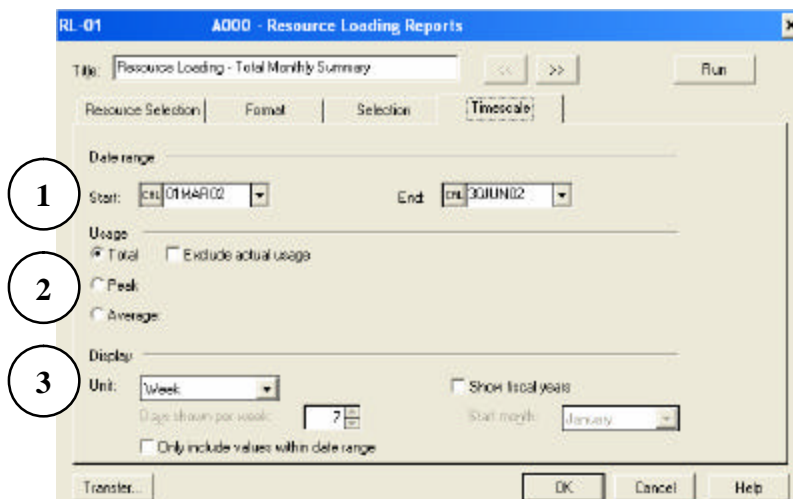 RL-01 A000 - Resource Loading Reports
Title: Resource Loading - Total Monthly Summary << >> Run
Resource Selection Format Selection Timescale
Date range
1
Start: CAL 01MAR02 End: CAL 30JUN02
Usage
Total Exclude actual usage
2
Peak
Average:
Display
3
Unit: Week Show fiscal years
Days shown per week: 7 Start month: January
Only include values within date range
Transfer... OK Cancel Help